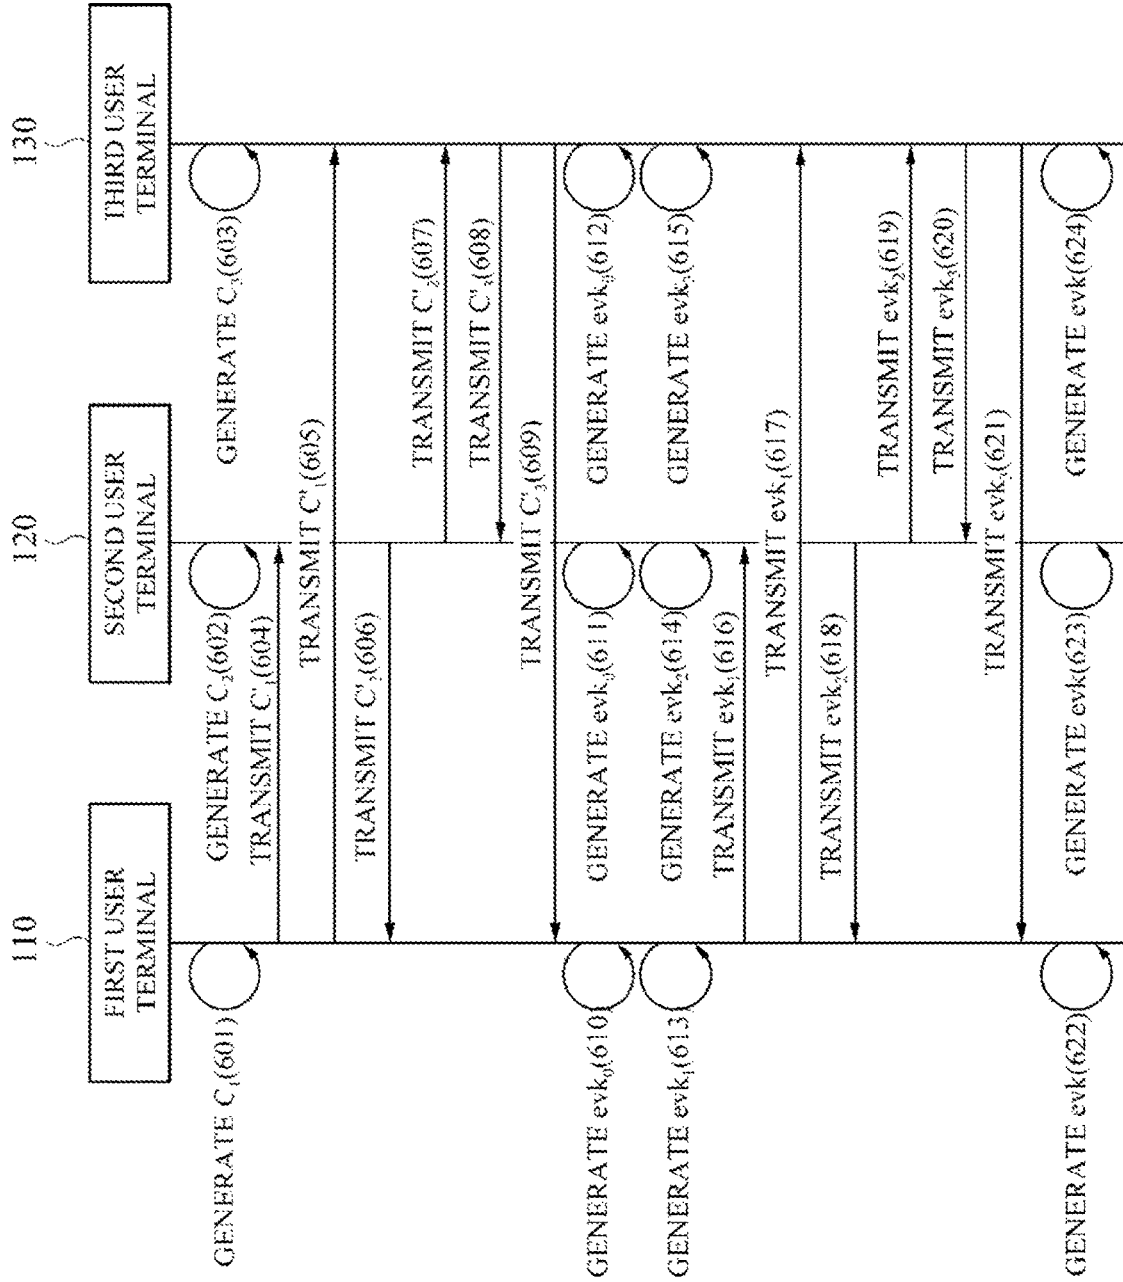 110
120
130
FIRST USER
TERMINAL
SECOND USER
TERMINAL
THIRD USER
TERMINAL
GENERATE C₁(601)
GENERATE C₂(602)
GENERATE C₃(603)
TRANSMIT C'₁(604)
TRANSMIT C'₁(605)
TRANSMIT C'₂(606)
TRANSMIT C'₂(607)
TRANSMIT C'₃(608)
TRANSMIT C'₃(609)
GENERATE evk₀(610)
GENERATE evk₀(611)
GENERATE evk₀(612)
GENERATE evk₁(613)
GENERATE evk₂(614)
GENERATE evk₃(615)
TRANSMIT evk₁(616)
TRANSMIT evk₁(617)
TRANSMIT evk₂(618)
TRANSMIT evk₂(619)
TRANSMIT evk₃(620)
TRANSMIT evk₃(621)
GENERATE evk(622)
GENERATE evk(623)
GENERATE evk(624)